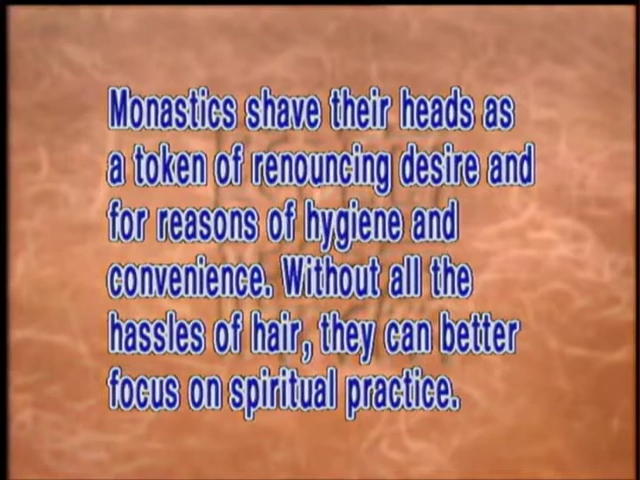 Monastics shave their heads as
a token of renouncing desire and
for reasons of hygiene and
convenience. Without all the
hassles of hair, they can better
focus on spiritual practice.